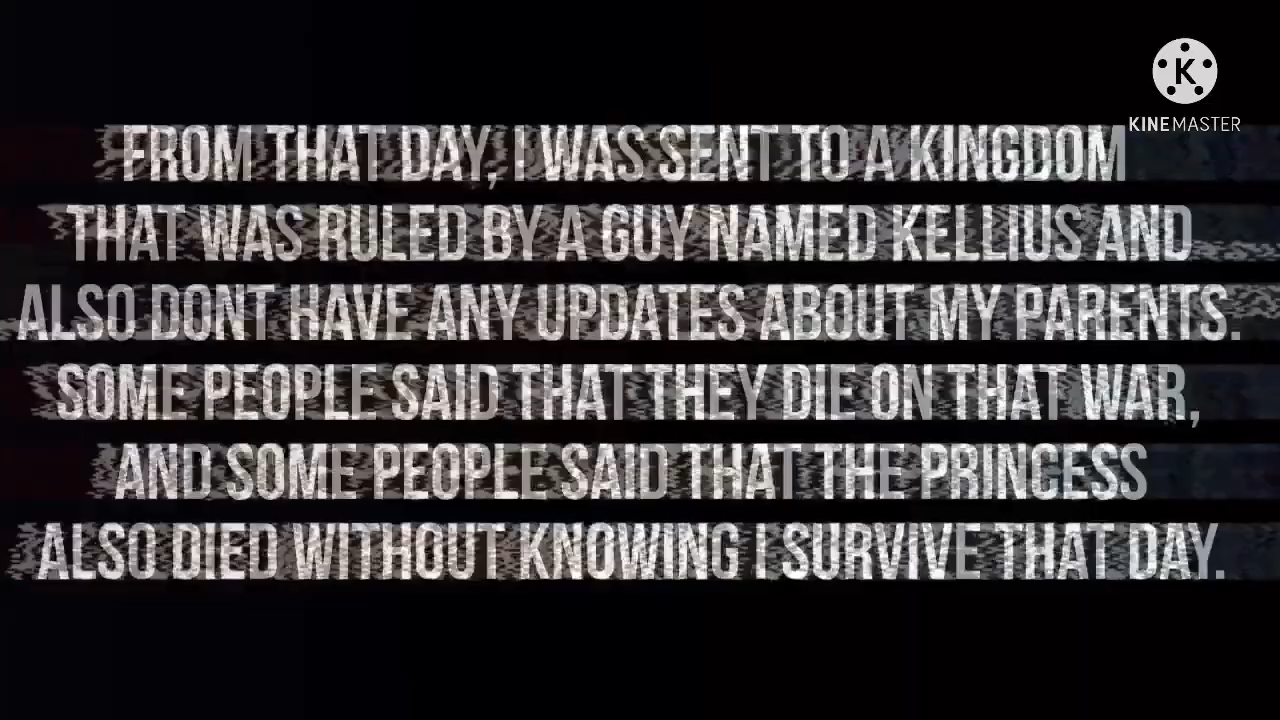 KINEMASTER
FROM THAT DAY, I WAS SENT TO A KINGDOM
THAT WAS RULED BY A GUY NAMED KELLIUS AND
ALSO DON'T HAVE ANY UPDATES ABOUT MY PARENTS.
SOME PEOPLE SAID THAT THEY DIE ON THAT WAR,
AND SOME PEOPLE SAID THAT THE PRINCESS
ALSO DIED WITHOUT KNOWING I SURVIVE THAT DAY.